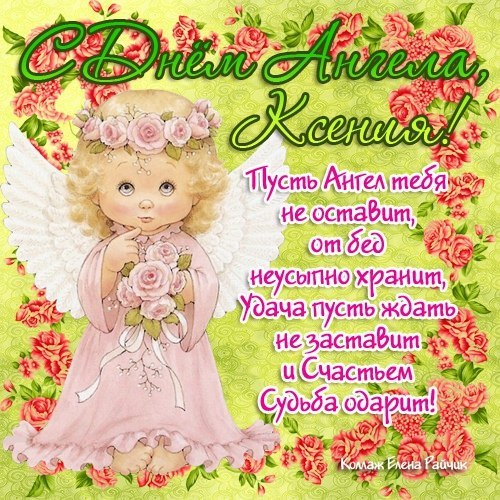 С Днём Ангела,
Ксения!
Пусть Ангел тебя
не оставит,
от бед
неусыпно хранит,
Удача пусть ждать
не заставит
и Счастьем
Судьба одарит!
Коллаж Елена Райчик